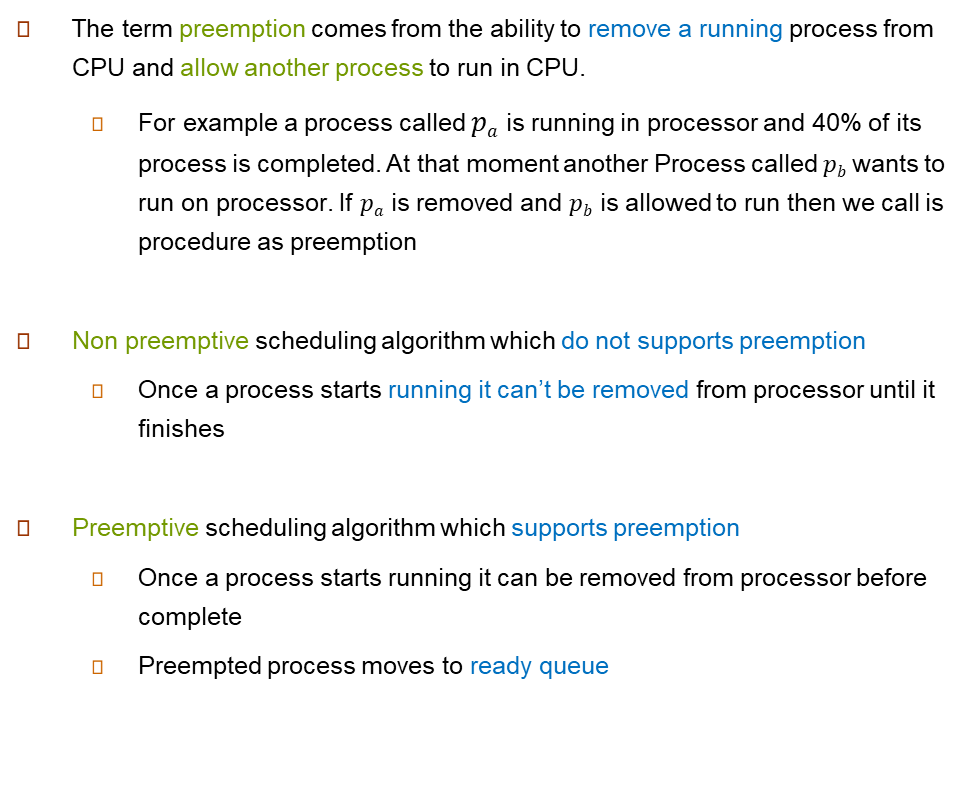 The term preemption comes from the ability to remove a running process from
CPU and allow another process to run in CPU.
For example a process called pₐ is running in processor and 40% of its
process is completed. At that moment another Process called p_b wants to
run on processor. If pₐ is removed and p_b is allowed to run then we call is
procedure as preemption
Non preemptive scheduling algorithm which do not supports preemption
Once a process starts running it can’t be removed from processor until it
finishes
Preemptive scheduling algorithm which supports preemption
Once a process starts running it can be removed from processor before
complete
Preempted process moves to ready queue